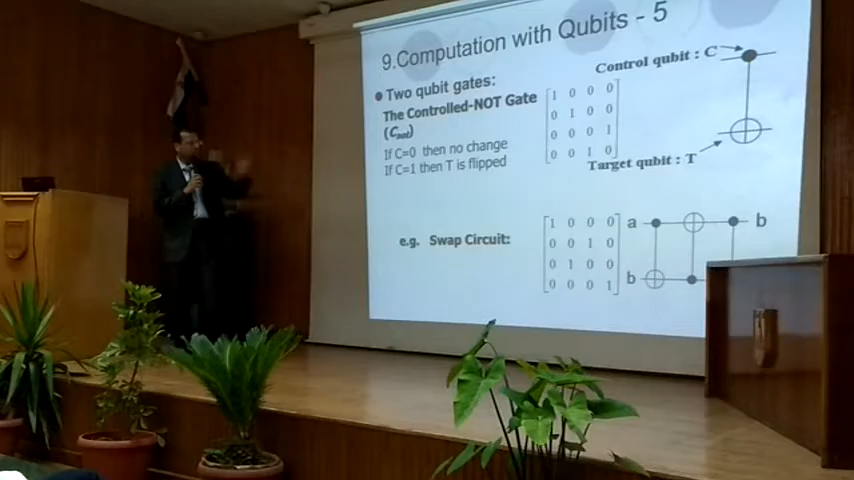 9.Computation with Qubits - 5
Two qubit gates:
The Controlled-NOT Gate
(Cnot)
If C=0 then no change
If C=1 then T is flipped
1 0 0 0
0 1 0 0
0 0 0 1
0 0 1 0
Control qubit : C
Target qubit : T
e.g. Swap Circuit:
1 0 0 0
0 0 1 0
0 1 0 0
0 0 0 1
a
b
b